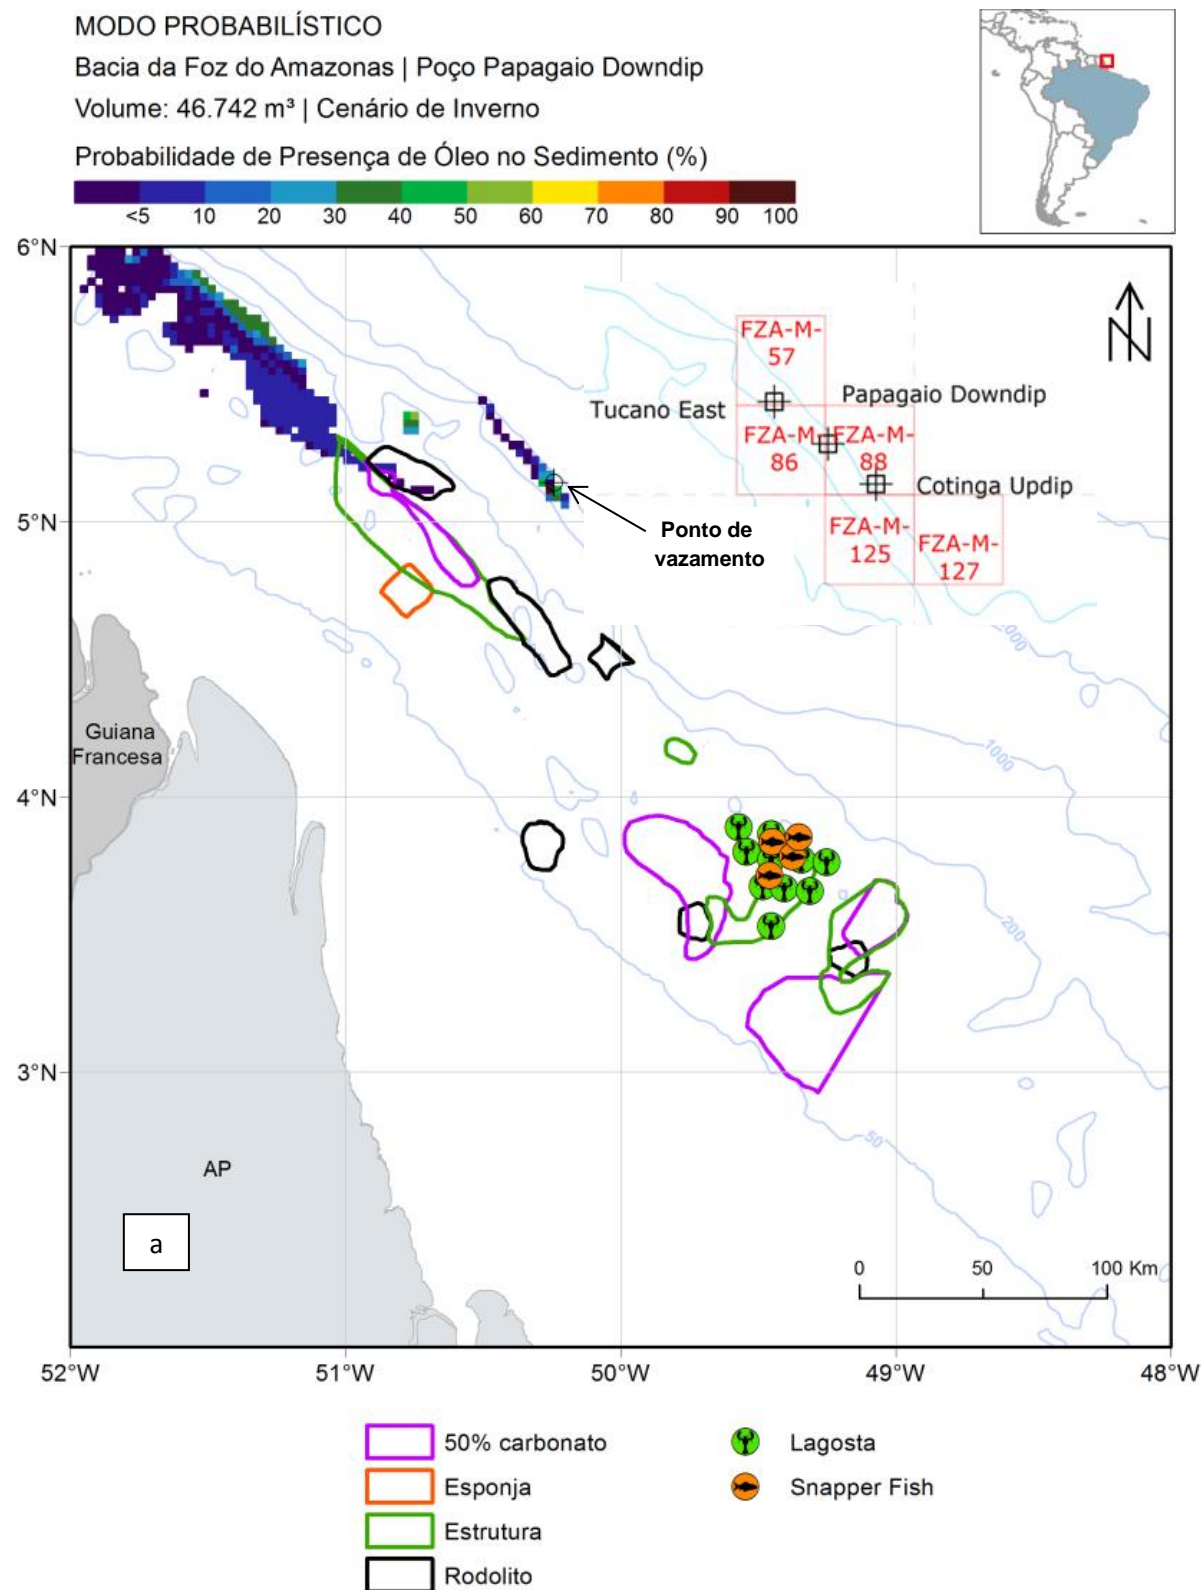 MODO PROBABILÍSTICO
Bacia da Foz do Amazonas | Poço Papagaio Downdip
Volume: 46.742 m³ | Cenário de Inverno
Probabilidade de Presença de Óleo no Sedimento (%)
<5 10 20 30 40 50 60 70 80 90 100
6°N
5°N
4°N
3°N
FZA-M-
57
Tucano East
Papagaio Downdip
FZA-M-
86
FZA-M-
88
Cotinga Updip
FZA-M-
125
FZA-M-
127
Ponto de
vazamento
N
Guiana
Francesa
1000
200
50
AP
a
0 50 100 Km
52°W 51°W 50°W 49°W 48°W
50% carbonato
Esponja
Estrutura
Rodolito
Lagosta
Snapper Fish